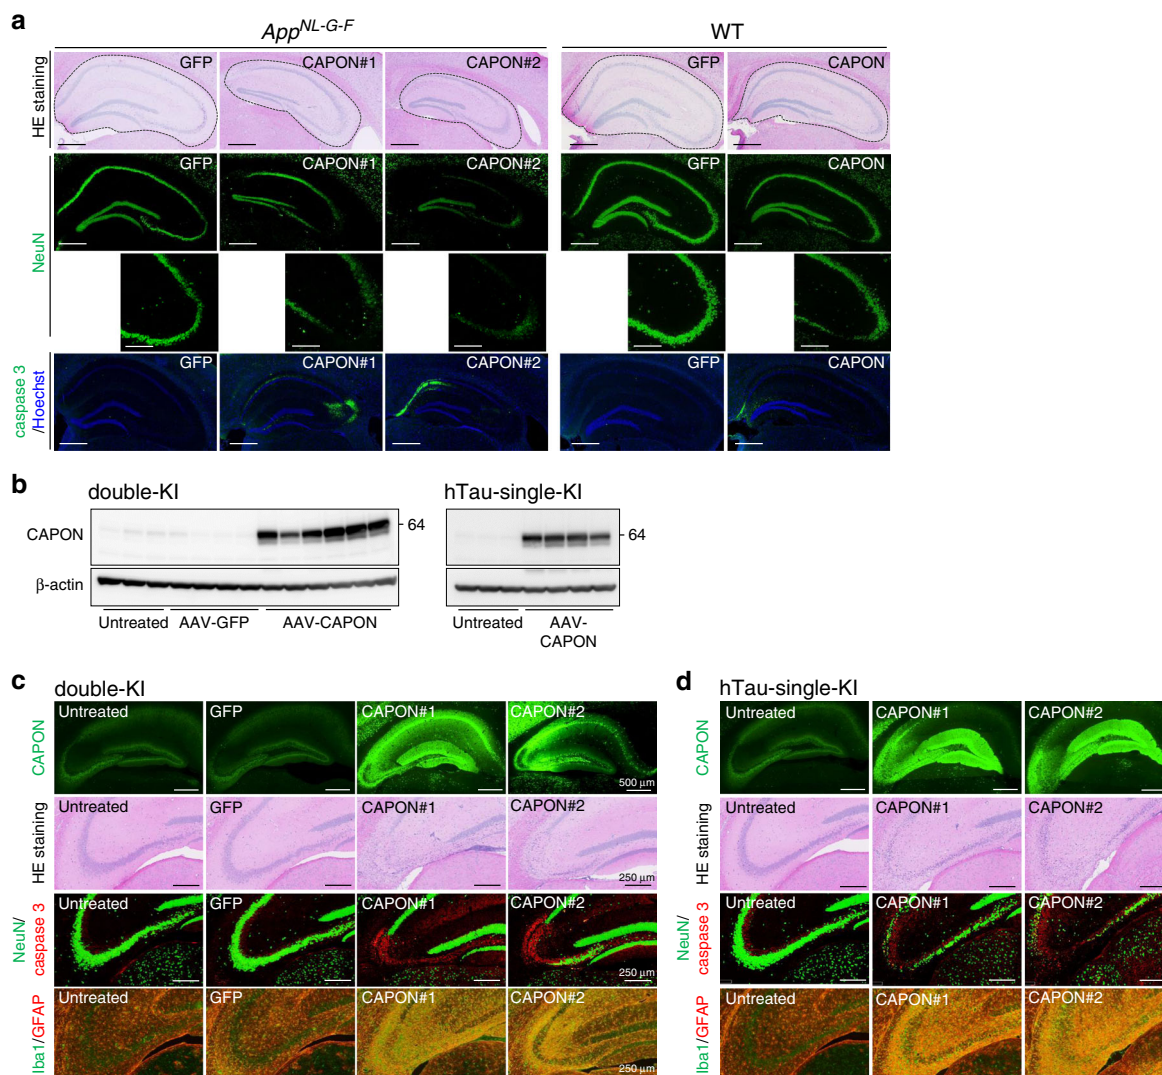 a
App^NL-G-F WT
HE staining
GFP CAPON#1 CAPON#2 GFP CAPON
NeuN
GFP CAPON#1 CAPON#2 GFP CAPON
caspase 3
/Hoechst
GFP CAPON#1 CAPON#2 GFP CAPON
b
double-KI hTau-single-KI
CAPON 64 64
β-actin
Untreated AAV-GFP AAV-CAPON Untreated AAV-
CAPON
c
double-KI
CAPON
Untreated GFP CAPON#1 CAPON#2
500 μm
HE staining
Untreated GFP CAPON#1 CAPON#2
250 μm
NeuN/
caspase 3
Untreated GFP CAPON#1 CAPON#2
250 μm
Iba1/GFAP
Untreated GFP CAPON#1 CAPON#2
250 μm
d
hTau-single-KI
CAPON
Untreated CAPON#1 CAPON#2
HE staining
Untreated CAPON#1 CAPON#2
NeuN/
caspase 3
Untreated CAPON#1 CAPON#2
Iba1/GFAP
Untreated CAPON#1 CAPON#2